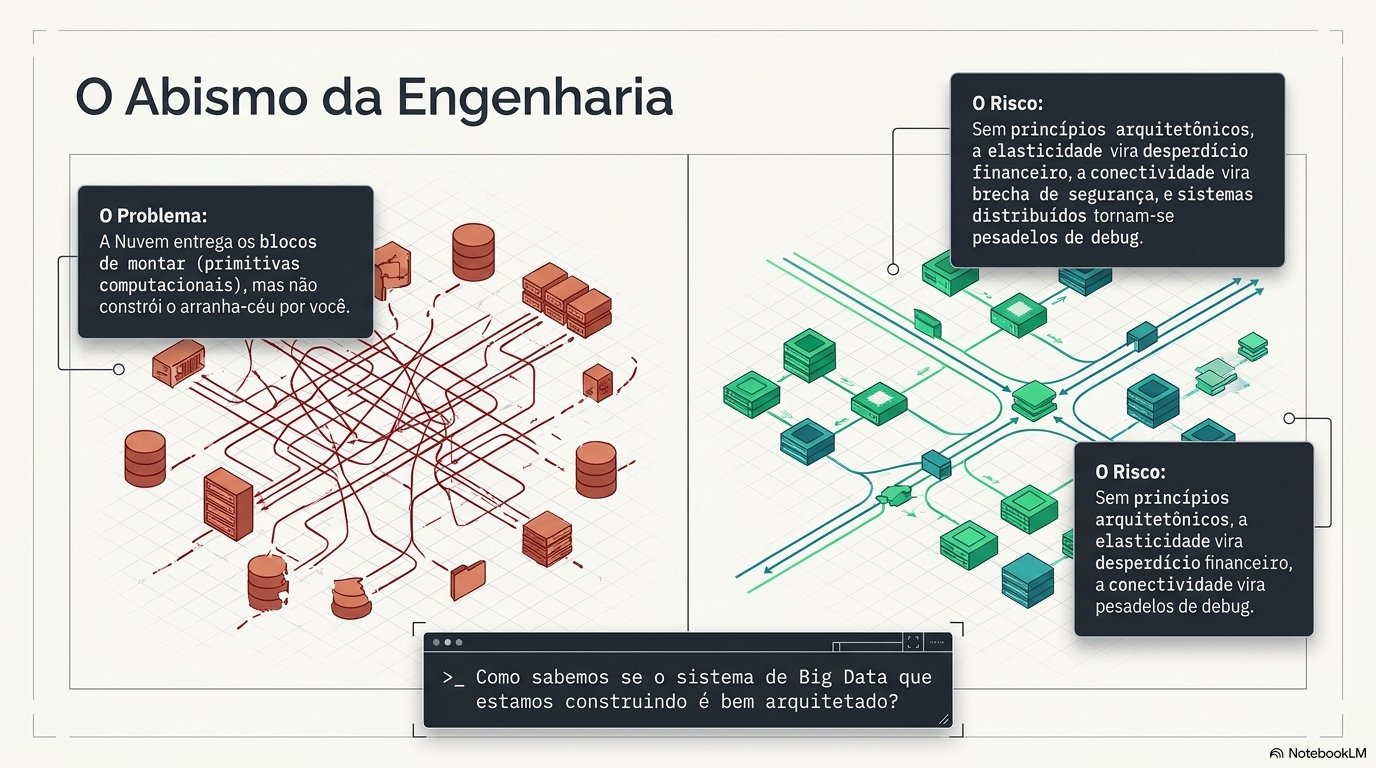 O Abismo da Engenharia
O Problema:
A Nuvem entrega os blocos
de montar (primitivas
computacionais), mas não
constrói o arranha-céu por você.
O Risco:
Sem princípios arquitetônicos,
a elasticidade vira desperdício
financeiro, a conectividade vira
brecha de segurança, e sistemas
distribuídos tornam-se
pesadelos de debug.
O Risco:
Sem princípios
arquitetônicos, a
elasticidade vira
desperdício financeiro,
a conectividade vira
pesadelos de debug.
>_ Como sabemos se o sistema de Big Data que
estamos construindo é bem arquitetado?
NotebookLM